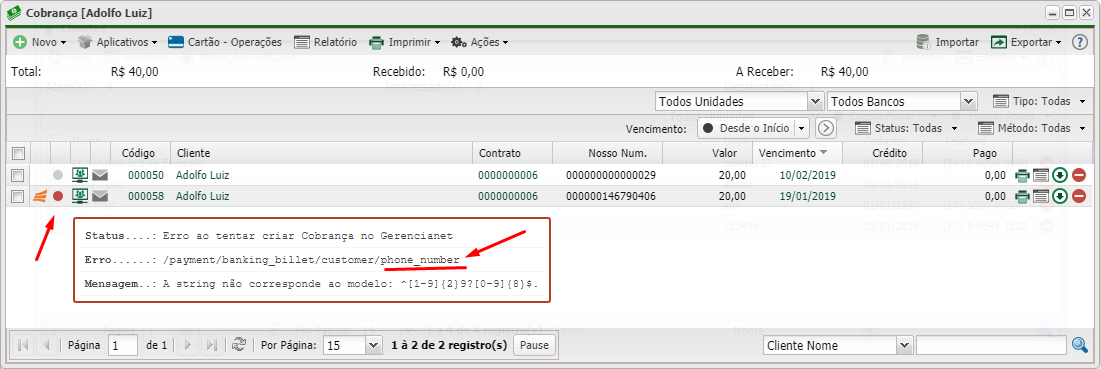 Cobrança [Adolfo Luiz]
Novo Aplicativos Cartão - Operações Relatório Imprimir Ações Importar Exportar ?
Total: R$ 40,00 Recebido: R$ 0,00 A Receber: R$ 40,00
Todos Unidades Todos Bancos Tipo: Todas
Vencimento: Desde o Início Status: Todas Método: Todas
Código Cliente Contrato Nosso Num. Valor Vencimento Crédito Pago
000050 Adolfo Luiz 0000000006 000000000000029 20,00 10/02/2019 0,00
000058 Adolfo Luiz 0000000006 000000146790406 20,00 19/01/2019 0,00
Status....: Erro ao tentar criar Cobrança no Gerencianet
Erro......: /payment/banking_billet/customer/phone_number
Mensagem..: A string não corresponde ao modelo: ^[1-9]{2}9?[0-9]{8}$.
Página 1 de 1 Por Página: 15 1 à 2 de 2 registro(s) Pause Cliente Nome